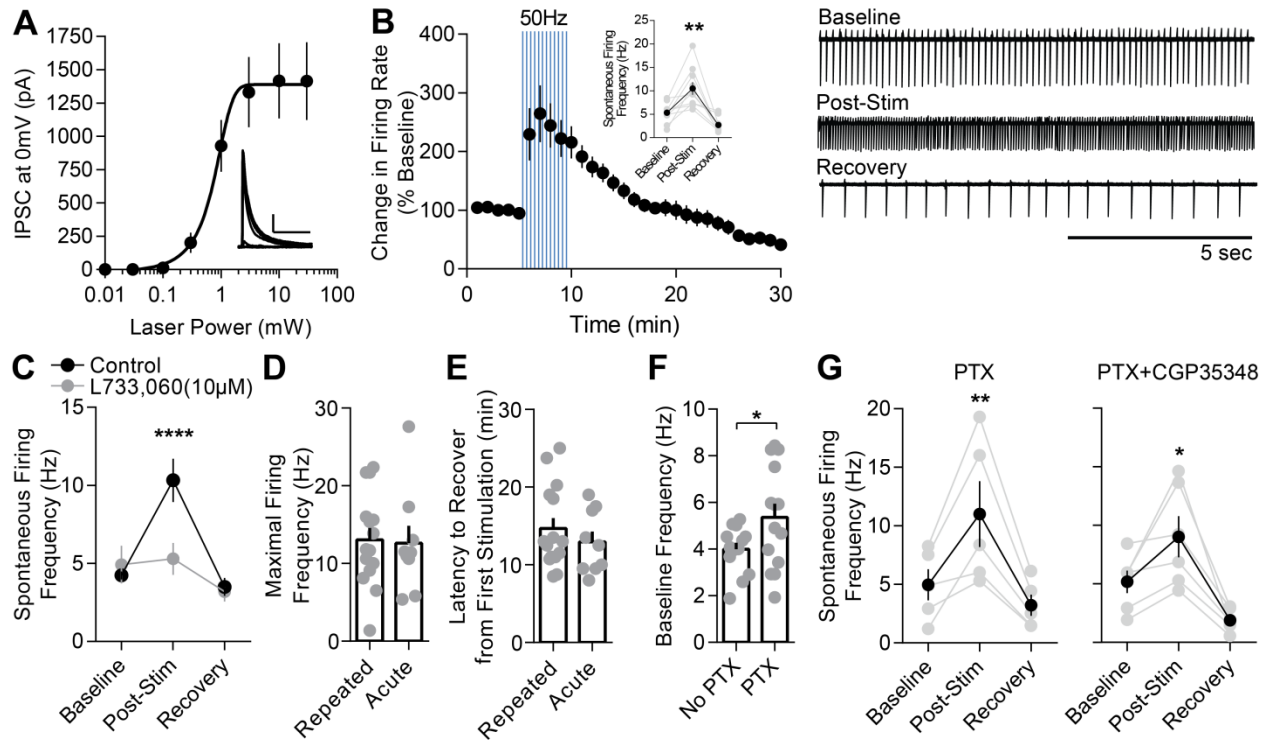 A
IPSC at 0mV (pA)
1750
1500
1250
1000
750
500
250
0
0.01
0.1
1
10
100
Laser Power (mW)
B
50Hz
Change in Firing Rate
(% Baseline)
400
300
200
100
0
0
10
20
30
Time (min)
Spontaneous Firing
Frequency (Hz)
25
20
15
10
5
0
**
Baseline
Post-Stim
Recovery
Baseline
Post-Stim
Recovery
5 sec
C
Control
L733,060(10µM)
Spontaneous Firing
Frequency (Hz)
15
10
5
0
****
Baseline
Post-Stim
Recovery
D
Maximal Firing
Frequency (Hz)
30
20
10
0
Repeated
Acute
E
Latency to Recover
from First Stimulation (min)
30
20
10
0
Repeated
Acute
F
Baseline Frequency (Hz)
10
8
6
4
2
0
*
No PTX
PTX
G
PTX
Spontaneous Firing
Frequency (Hz)
20
15
10
5
0
**
Baseline
Post-Stim
Recovery
PTX+CGP35348
*
Baseline
Post-Stim
Recovery